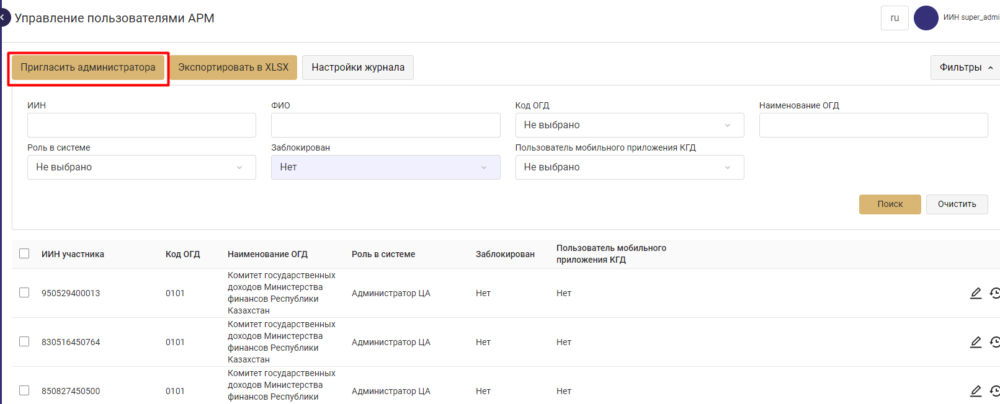 Управление пользователями АРМ
ru
ИИН super_admi
Пригласить администратора
Экспортировать в XLSX
Настройки журнала
Фильтры
ИИН
ФИО
Код ОГД
Наименование ОГД
Не выбрано
Роль в системе
Заблокирован
Пользователь мобильного приложения КГД
Не выбрано
Нет
Не выбрано
Поиск
Очистить
ИИН участника
Код ОГД
Наименование ОГД
Роль в системе
Заблокирован
Пользователь мобильного
приложения КГД
950529400013
0101
Комитет государственных
доходов Министерства
финансов Республики
Казахстан
Администратор ЦА
Нет
Нет
830516450764
0101
Комитет государственных
доходов Министерства
финансов Республики
Казахстан
Администратор ЦА
Нет
Нет
850827450500
0101
Комитет государственных
доходов Министерства
финансов Республики
Администратор ЦА
Нет
Нет